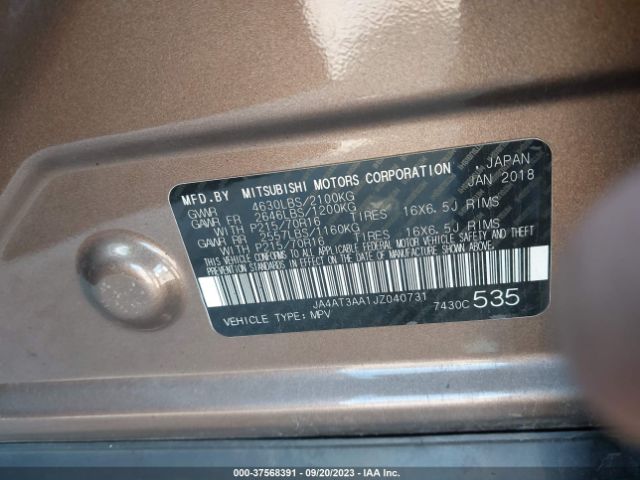 MFD.BY MITSUBISHI MOTORS CORPORATION , JAPAN
GVWR 4630LBS/2100KG JAN 2018
GAWR FR 2646LBS/1200KG
WITH P215/70R16 TIRES 16X6.5J RIMS
GAWR RR 2557LBS/1160KG
WITH P215/70R16 TIRES 16X6.5J RIMS
THIS VEHICLE CONFORMS TO ALL APPLICABLE FEDERAL MOTOR VEHICLE SAFETY AND THEFT
PREVENTION STANDARDS IN EFFECT ON THE DATE OF MANUFACTURE SHOWN ABOVE.
JA4AT3AA1JZ040731
VEHICLE TYPE: MPV 7430C 535
000-37568391 - 09/20/2023 - IAAI.COM